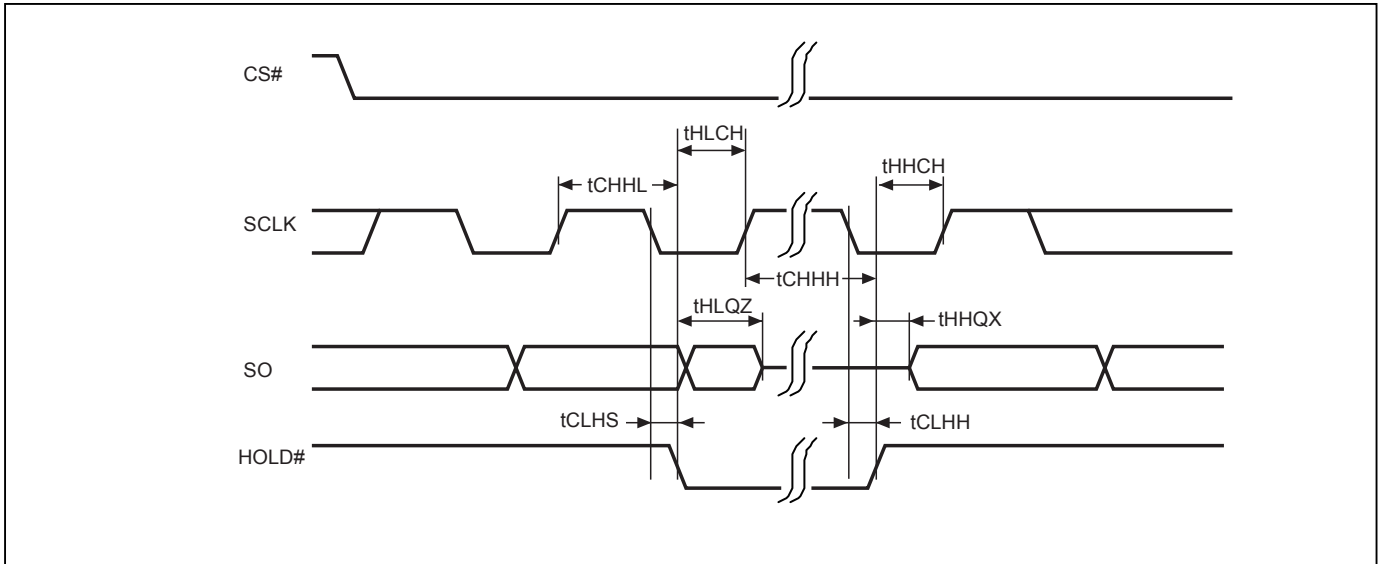 CS#
tHLCH
tHHCH
tCHHL
SCLK
tCHHH
tHLQZ
tHHQX
SO
tCLHS
tCLHH
HOLD#